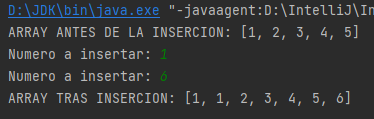 D:\JDK\bin\java.exe "-javaagent:D:\IntelliJ\In
ARRAY ANTES DE LA INSERCION: [1, 2, 3, 4, 5]
Numero a insertar: 1
Numero a insertar: 6
ARRAY TRAS INSERCION: [1, 1, 2, 3, 4, 5, 6]